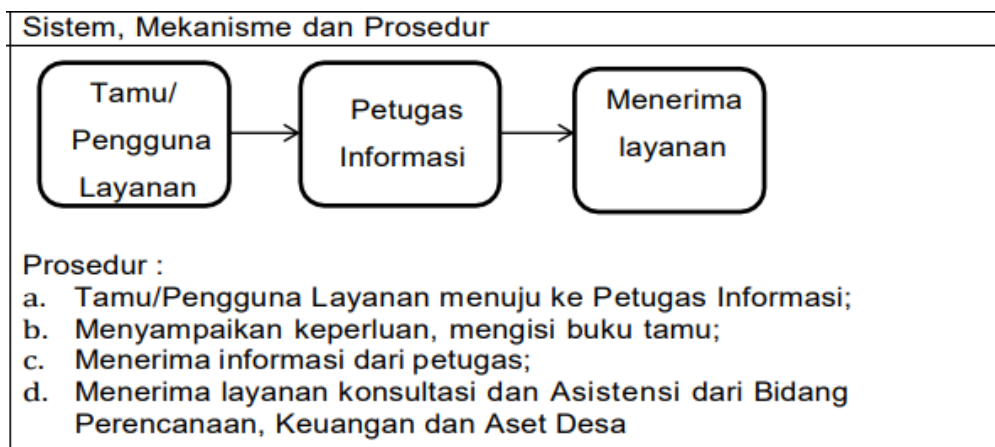 Sistem, Mekanisme dan Prosedur
Tamu/
Pengguna
Layanan
Petugas
Informasi
Menerima
layanan
Prosedur :
a. Tamu/Pengguna Layanan menuju ke Petugas Informasi;
b. Menyampaikan keperluan, mengisi buku tamu;
c. Menerima informasi dari petugas;
d. Menerima layanan konsultasi dan Asistensi dari Bidang
Perencanaan, Keuangan dan Aset Desa